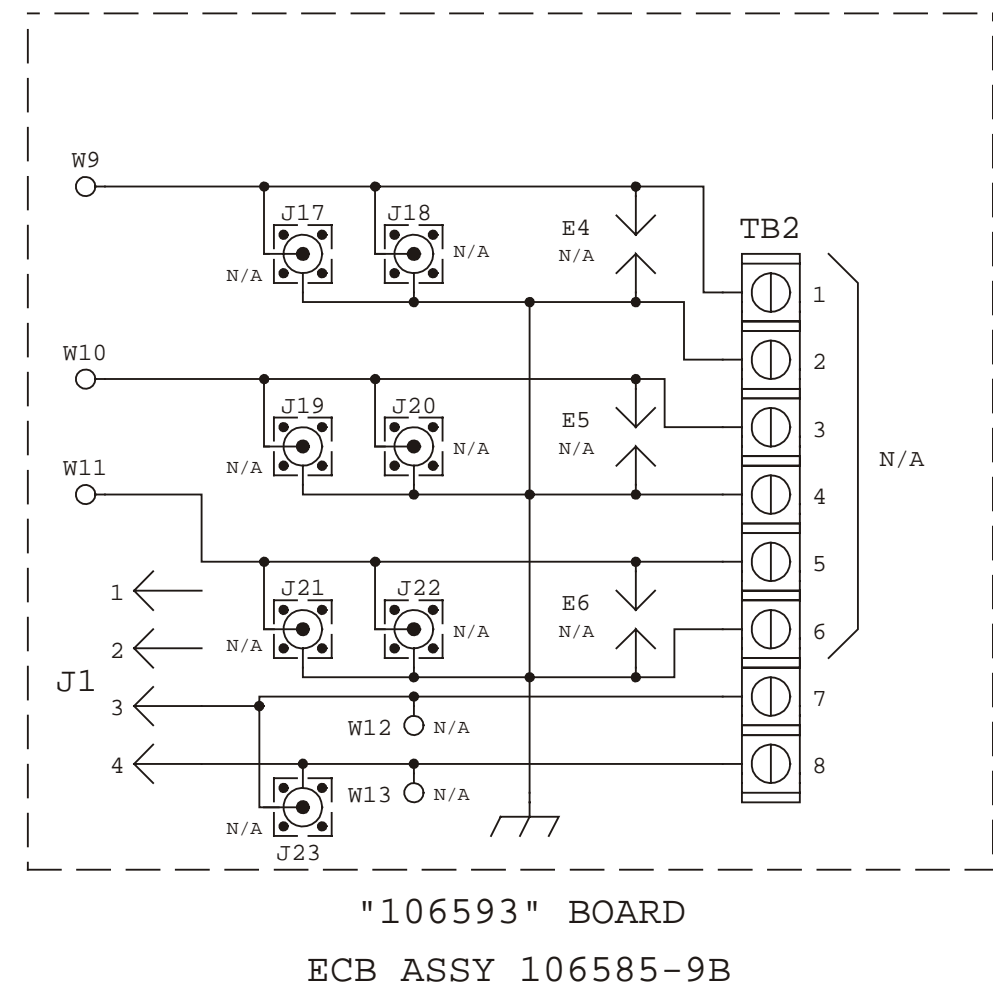 W9
J17
J18
E4
N/A
N/A
N/A
TB2
1
2
W10
J19
J20
E5
N/A
N/A
N/A
3
N/A
W11
4
5
1
J21
J22
E6
N/A
N/A
N/A
6
2
J1
3
W12
N/A
7
4
W13
N/A
8
N/A
J23
"106593" BOARD
ECB ASSY 106585-9B